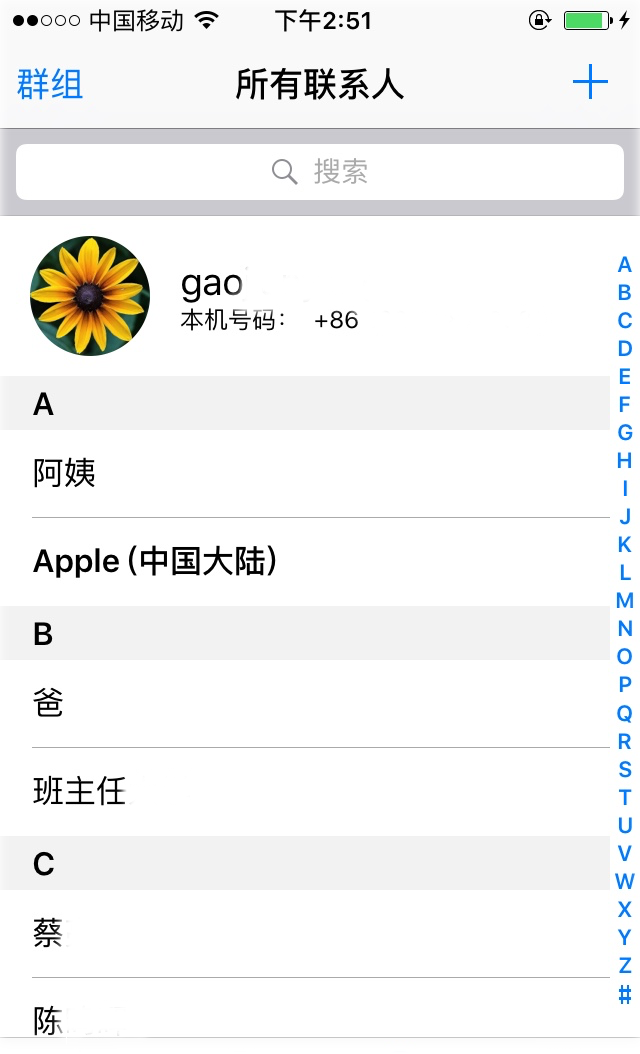 中国移动 下午2:51
群组 所有联系人 +
搜索
gao
本机号码： +86
A
阿姨
Apple（中国大陆）
B
爸
班主任
C
蔡
陈
A
B
C
D
E
F
G
H
I
J
K
L
M
N
O
P
Q
R
S
T
U
V
W
X
Y
Z
#